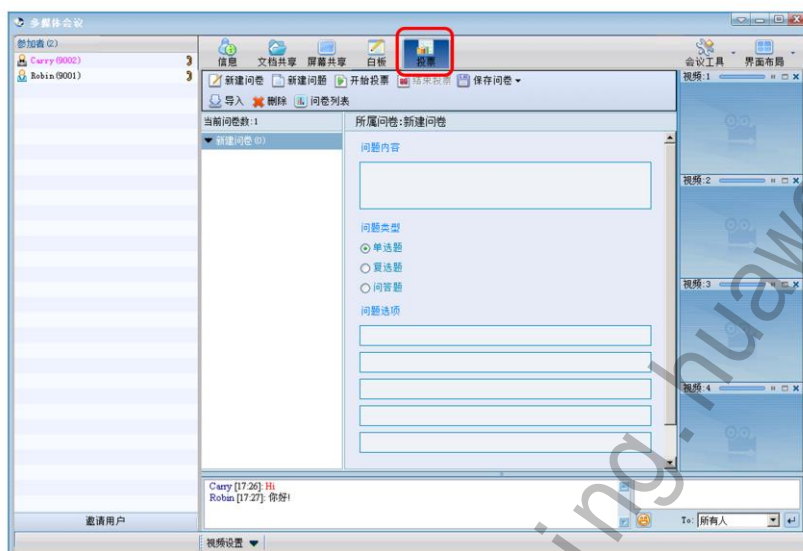 多媒体会议
参加者(2)
Carry(9002)
Robin(9001)
信息 文档共享 屏幕共享 白板 投票
会议工具 界面布局
新建问卷 新建问题 开始投票 结束投票 保存问卷
导入 删除 问卷列表
当前问卷数:1
所属问卷:新建问卷
新建问卷(0)
问题内容
问题类型
单选题
复选题
问答题
问题选项
视频:1
视频:2
视频:3
视频:4
Carry [17:26]: Hi
Robin [17:27]: 你好!
To: 所有人
邀请用户
视频设置
ing.huaw